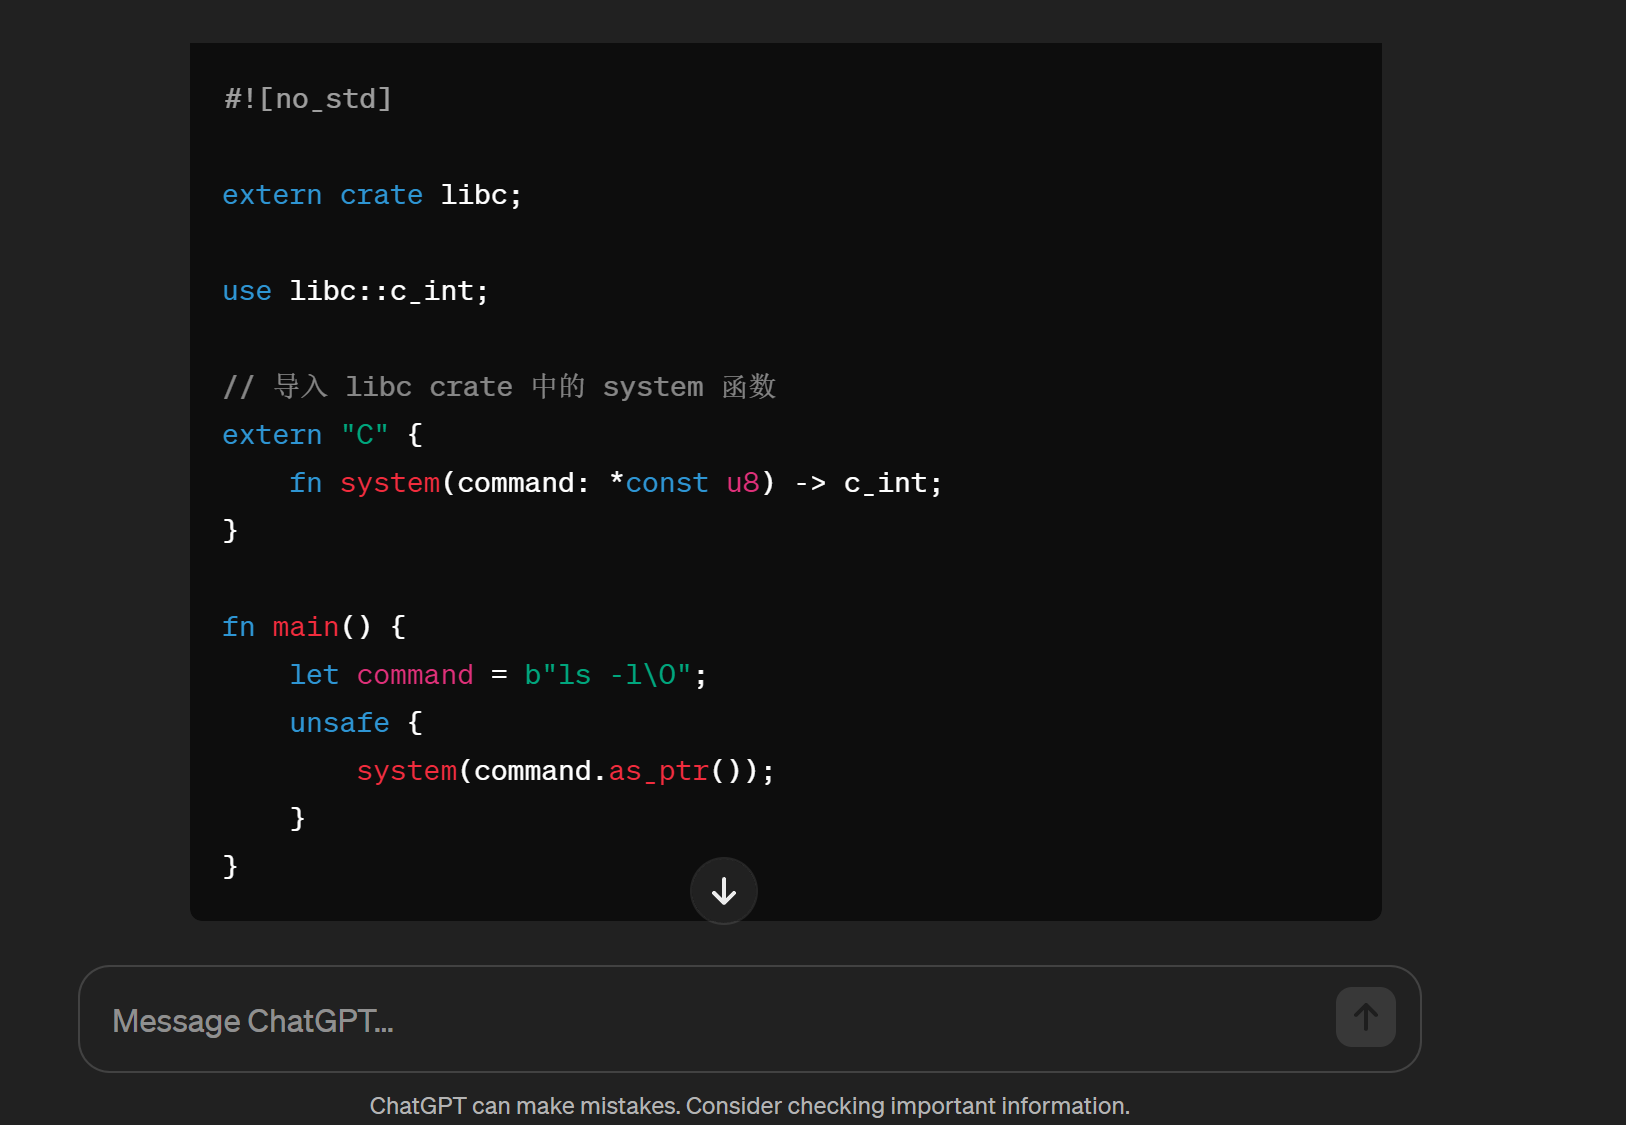 #![no_std]
extern crate libc;
use libc::c_int;
// 导入 libc crate 中的 system 函数
extern "C" {
    fn system(command: *const u8) -> c_int;
}
fn main() {
    let command = b"ls -l\0";
    unsafe {
        system(command.as_ptr());
    }
}
Message ChatGPT...
ChatGPT can make mistakes. Consider checking important information.